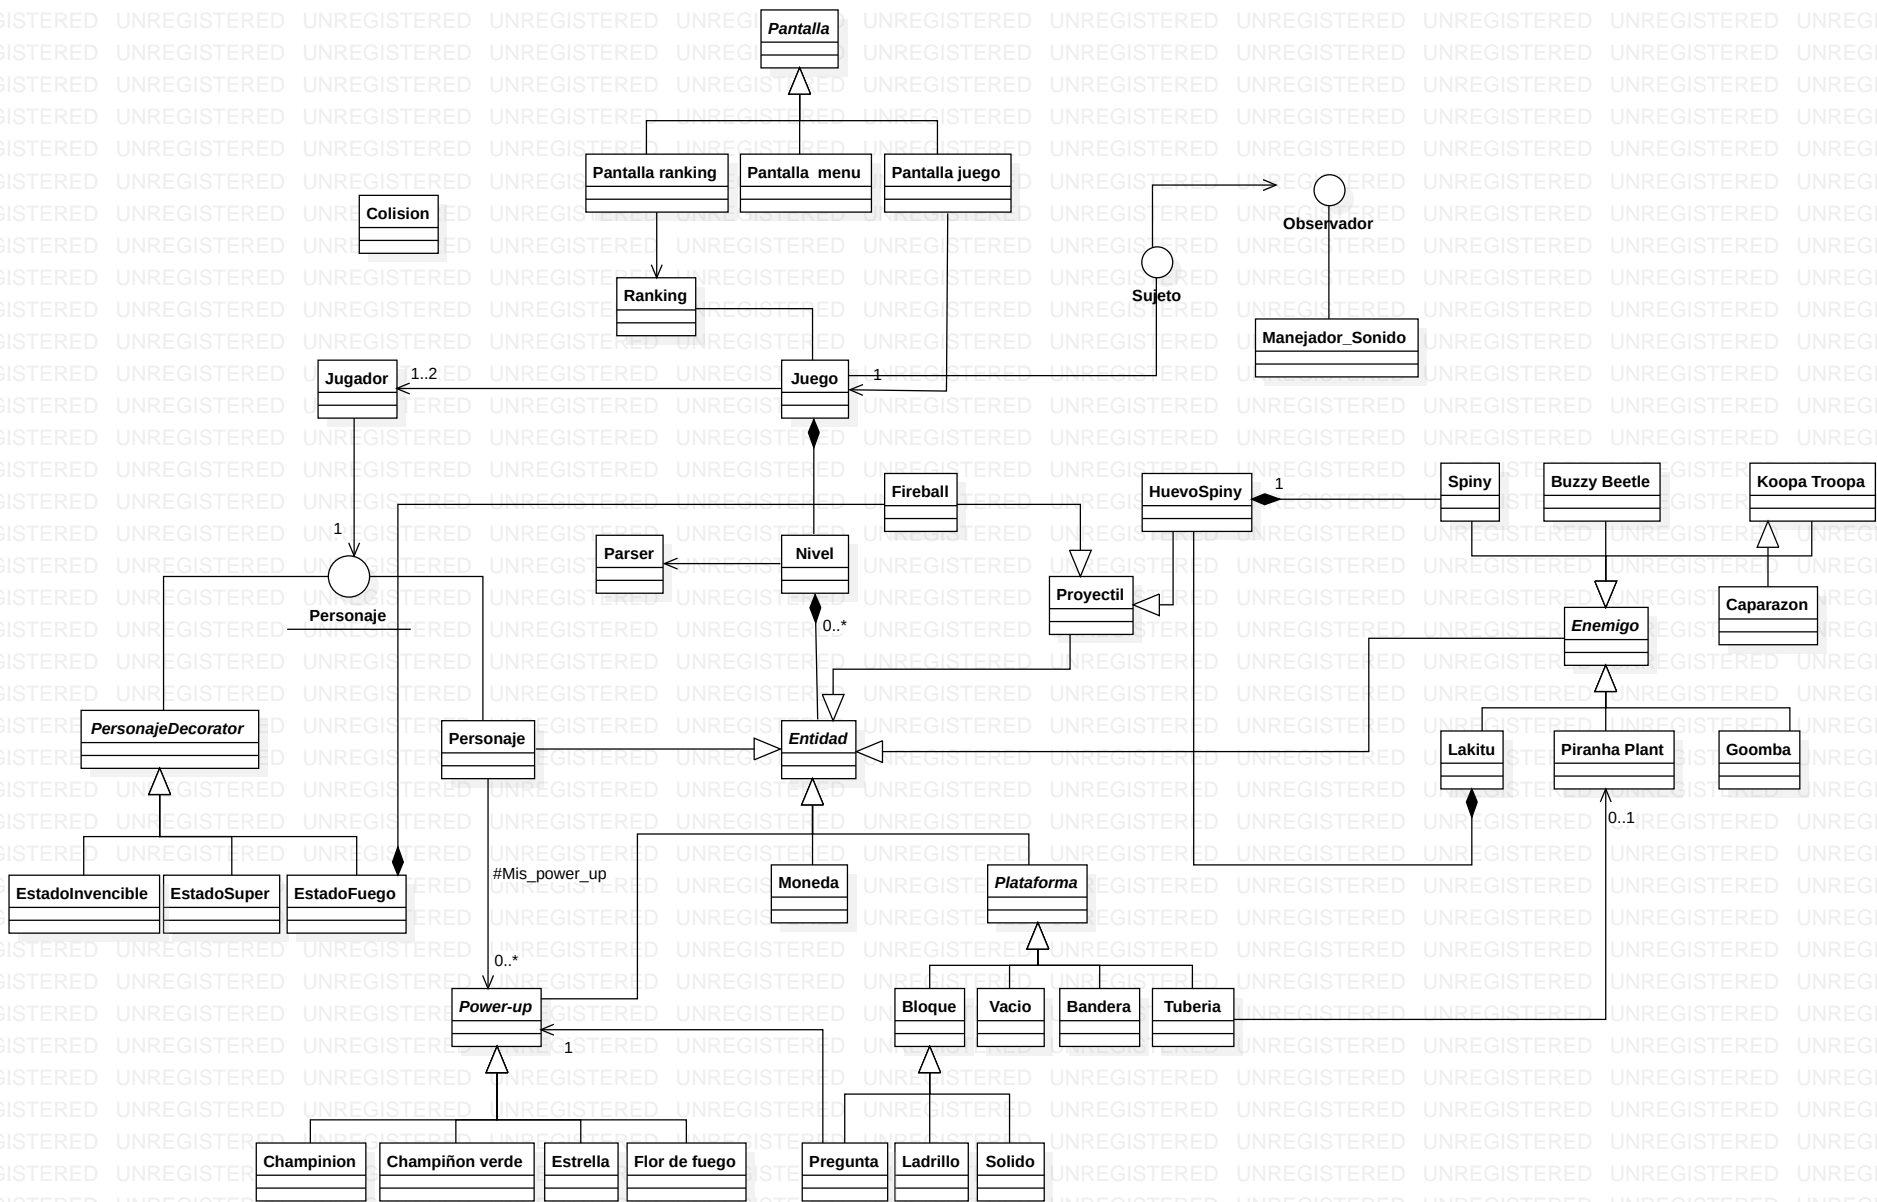 Pantalla
Pantalla ranking
Pantalla menu
Pantalla juego
Colision
Observador
Sujeto
Ranking
Manejador_Sonido
Jugador
1..2
Juego
1
Fireball
HuevoSpiny
1
Spiny
Buzzy Beetle
Koopa Troopa
1
Parser
Nivel
Proyectil
Caparazon
Personaje
0..*
Enemigo
PersonajeDecorator
Personaje
Entidad
Lakitu
Piranha Plant
Goomba
0..1
#Mis_power_up
Moneda
Plataforma
EstadoInvencible
EstadoSuper
EstadoFuego
0..*
Power-up
Bloque
Vacio
Bandera
Tuberia
1
Champinion
Champiñon verde
Estrella
Flor de fuego
Pregunta
Ladrillo
Solido
UNREGISTERED